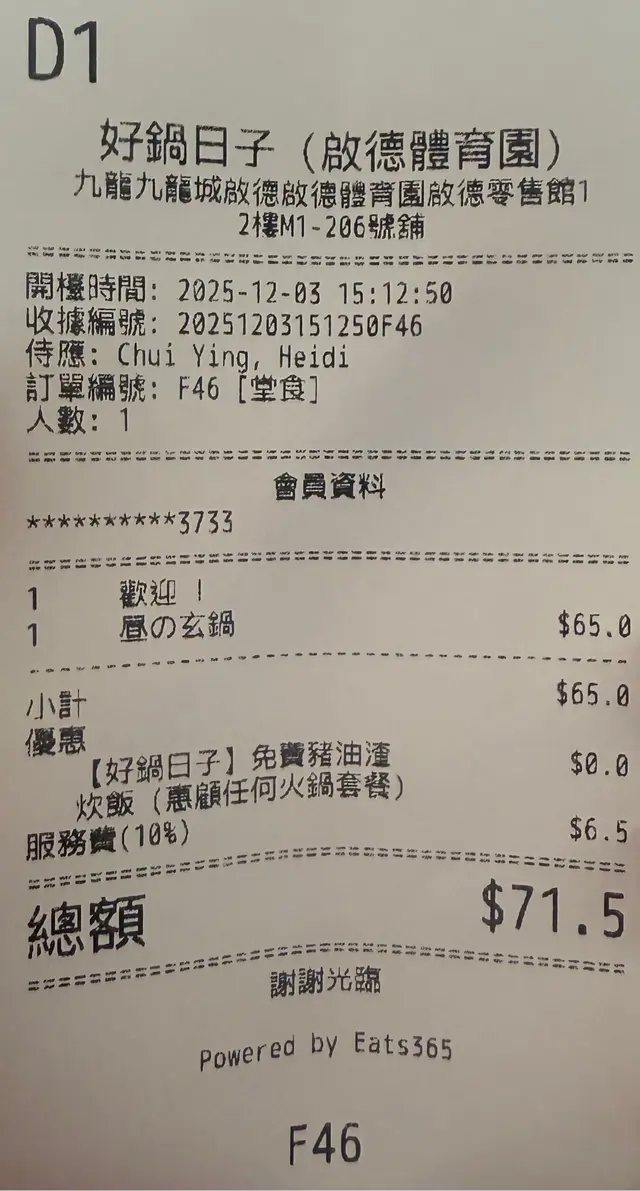 D1
好鍋日子 (啟德體育園)
九龍九龍城啟德啟德體育園啟德零售館1
2樓M1-206號舖
開檯時間: 2025-12-03 15:12:50
收據編號: 20251203151250F46
侍應: Chui Ying, Heidi
訂單編號: F46 [堂食]
人數: 1
會員資料
**********3733
1 歡迎 !
1 昼の玄鍋 $65.0
小計 $65.0
優惠
【好鍋日子】免費豬油渣 $0.0
炊飯 (惠顧任何火鍋套餐)
服務費(10%) $6.5
總額 $71.5
謝謝光臨
Powered by Eats365
F46